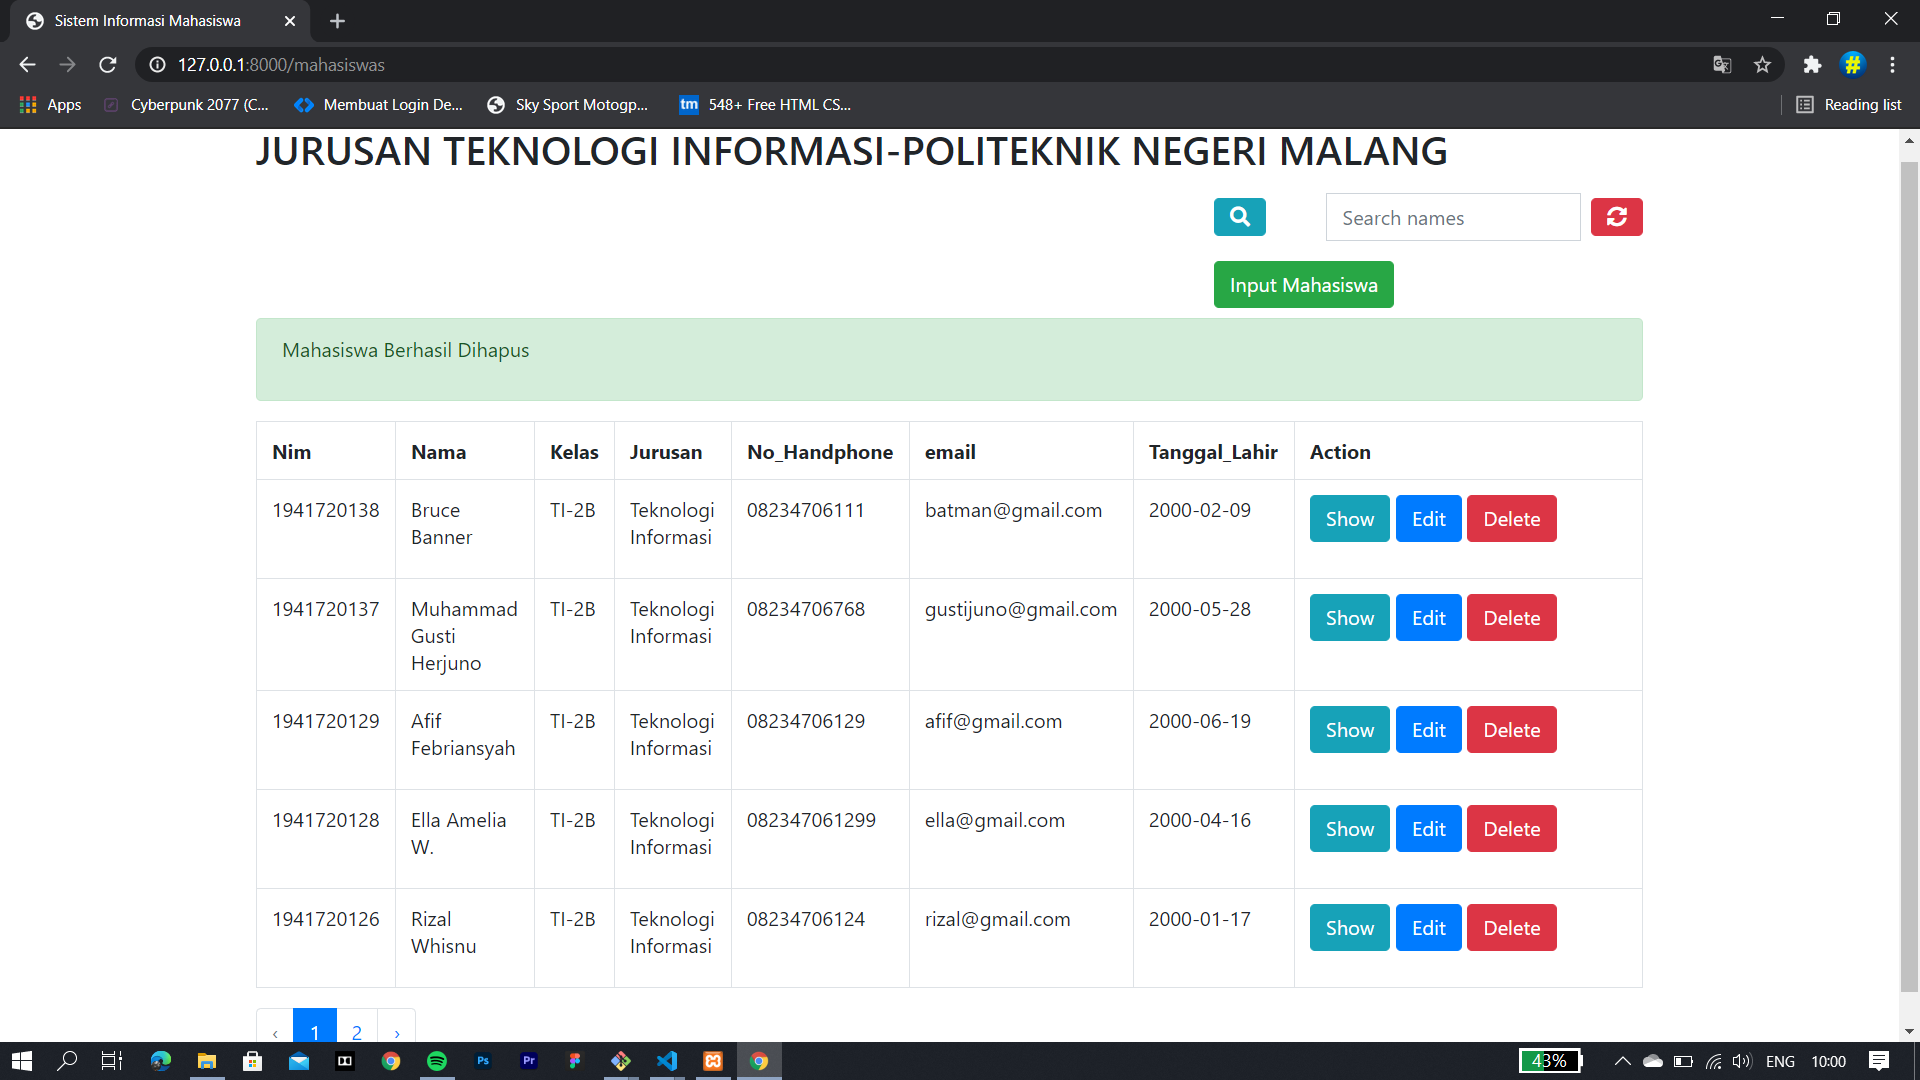 Sistem Informasi Mahasiswa
127.0.0.1:8000/mahasiswas
Apps
Cyberpunk 2077 (C...
Membuat Login De...
Sky Sport Motogp...
tm
548+ Free HTML CS...
Reading list
JURUSAN TEKNOLOGI INFORMASI-POLITEKNIK NEGERI MALANG
Search names
Input Mahasiswa
Mahasiswa Berhasil Dihapus
Nim Nama Kelas Jurusan No_Handphone email Tanggal_Lahir Action
1941720138 Bruce TI-2B Teknologi 08234706111 batman@gmail.com 2000-02-09 Show Edit Delete
Banner Informasi
1941720137 Muhammad TI-2B Teknologi 08234706768 gustijuno@gmail.com 2000-05-28 Show Edit Delete
Gusti Informasi
Herjuno
1941720129 Afif TI-2B Teknologi 08234706129 afif@gmail.com 2000-06-19 Show Edit Delete
Febriansyah Informasi
1941720128 Ella Amelia TI-2B Teknologi 082347061299 ella@gmail.com 2000-04-16 Show Edit Delete
W. Informasi
1941720126 Rizal TI-2B Teknologi 08234706124 rizal@gmail.com 2000-01-17 Show Edit Delete
Whisnu Informasi
‹ 1 2 ›
Ps
Pr
43%
ENG
10:00